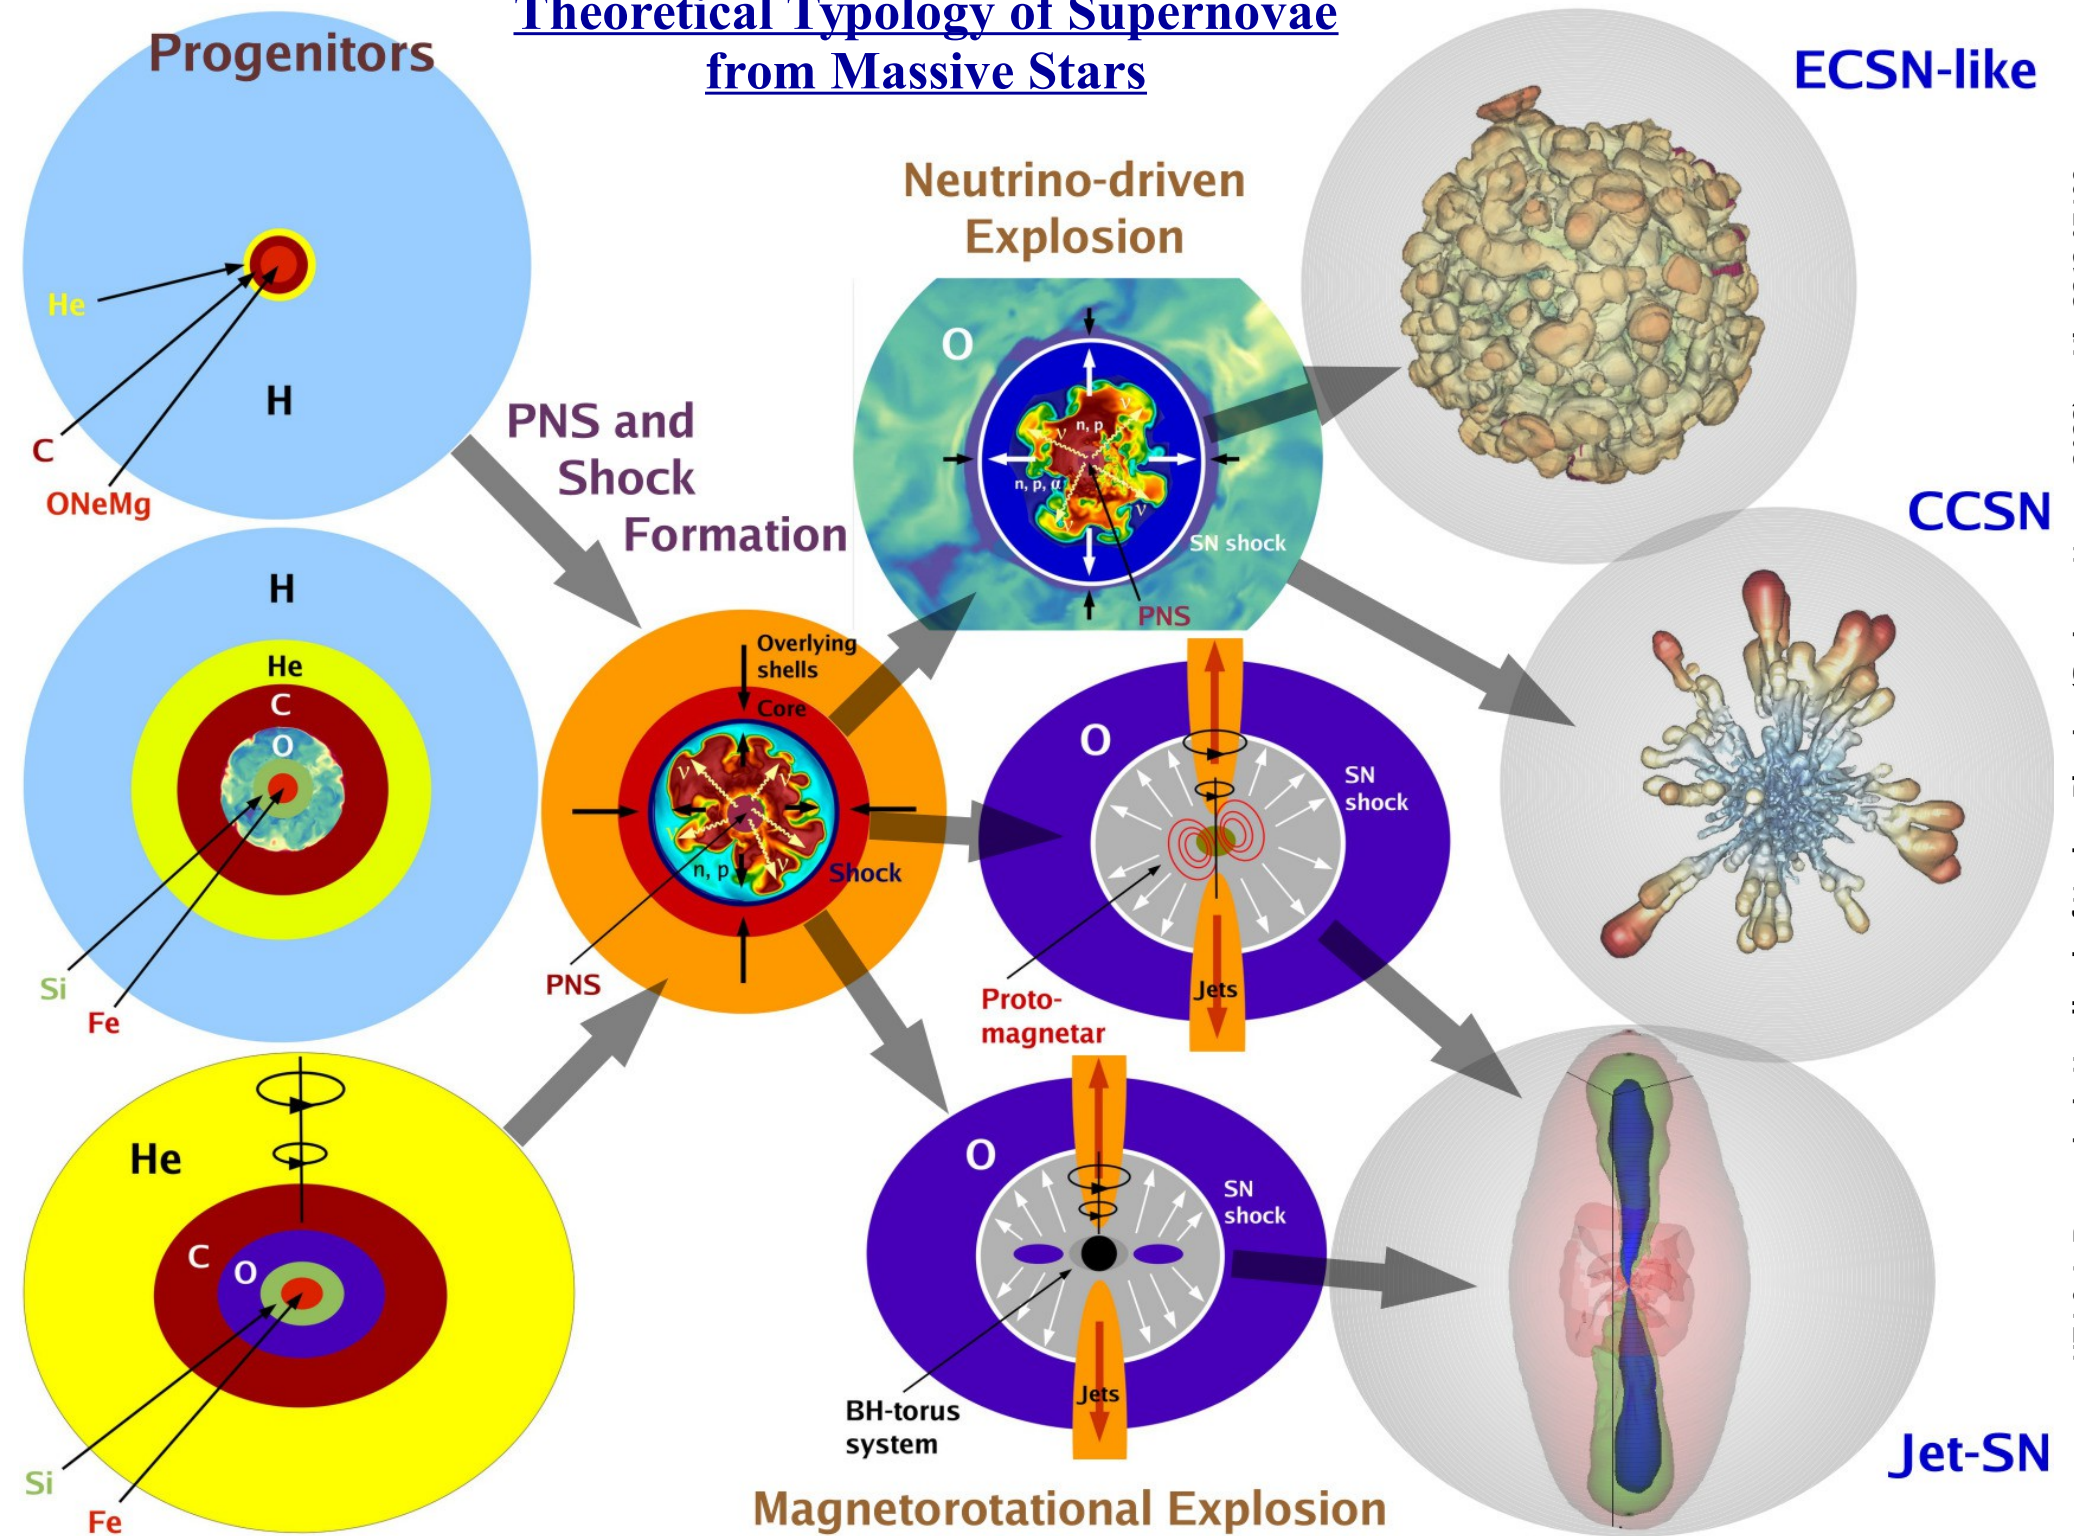 Theoretical Typology of Supernovae
from Massive Stars
Progenitors
He
C
ONeMg
H
H
He
C
O
Si
Fe
He
C
O
Si
Fe
PNS and
Shock
Formation
Overlying
shells
Core
ν
ν
ν
ν
n, p
Shock
PNS
Neutrino-driven
Explosion
O
n, p
n, p, α
ν
ν
ν
ν
SN shock
PNS
O
SN
shock
Jets
Proto-
magnetar
O
SN
shock
Jets
BH-torus
system
Magnetorotational Explosion
ECSN-like
CCSN
Jet-SN